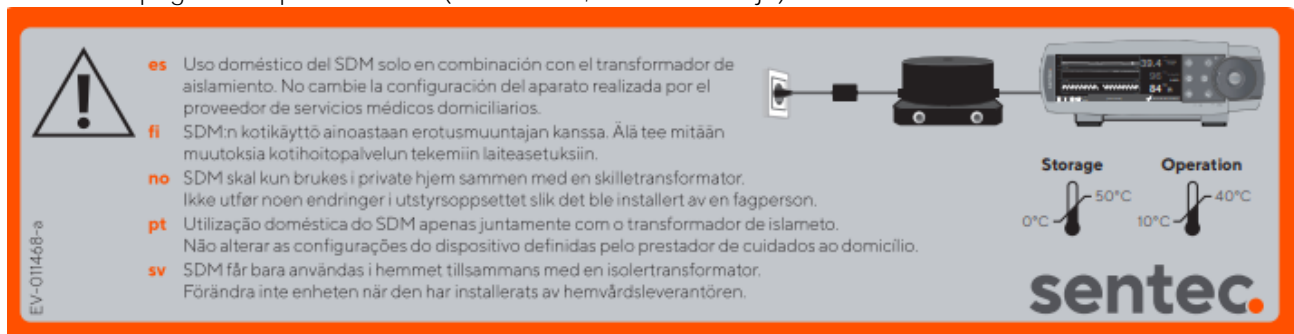 es Uso doméstico del SDM solo en combinación con el transformador de
aislamiento. No cambie la configuración del aparato realizada por el
proveedor de servicios médicos domiciliarios.
fi SDM:n kotikäyttö ainoastaan erotusmuuntajan kanssa. Älä tee mitään
muutoksia kotihoitopalvelun tekemiin laiteasetuksiin.
no SDM skal kun brukes i private hjem sammen med en skilletransformator.
Ikke utfør noen endringer i utstyrsoppsettet slik det ble installert av en fagperson.
pt Utilização doméstica do SDM apenas juntamente com o transformador de islameto.
Não alterar as configurações do dispositivo definidas pelo prestador de cuidados ao domicílio.
sv SDM får bara användas i hemmet tillsammans med en isolertransformator.
Förändra inte enheten när den har installerats av hemvårdsleverantören.
EV-011468-a
39.4
96
84
Storage
50°C
0°C
Operation
40°C
10°C
sentec.